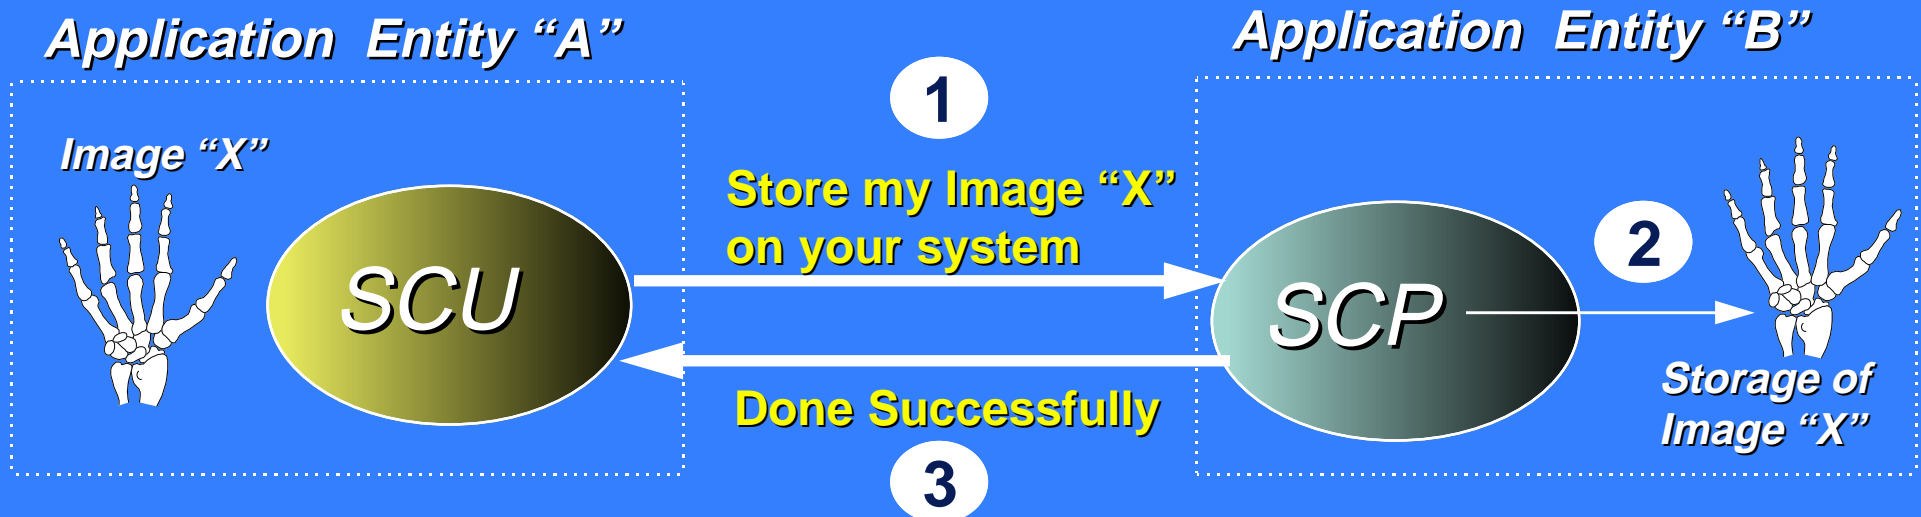 Application Entity “A”
Application Entity “B”
1
Image “X”
Store my Image “X”
on your system
SCU
SCP
2
Done Successfully
Storage of
Image “X”
3